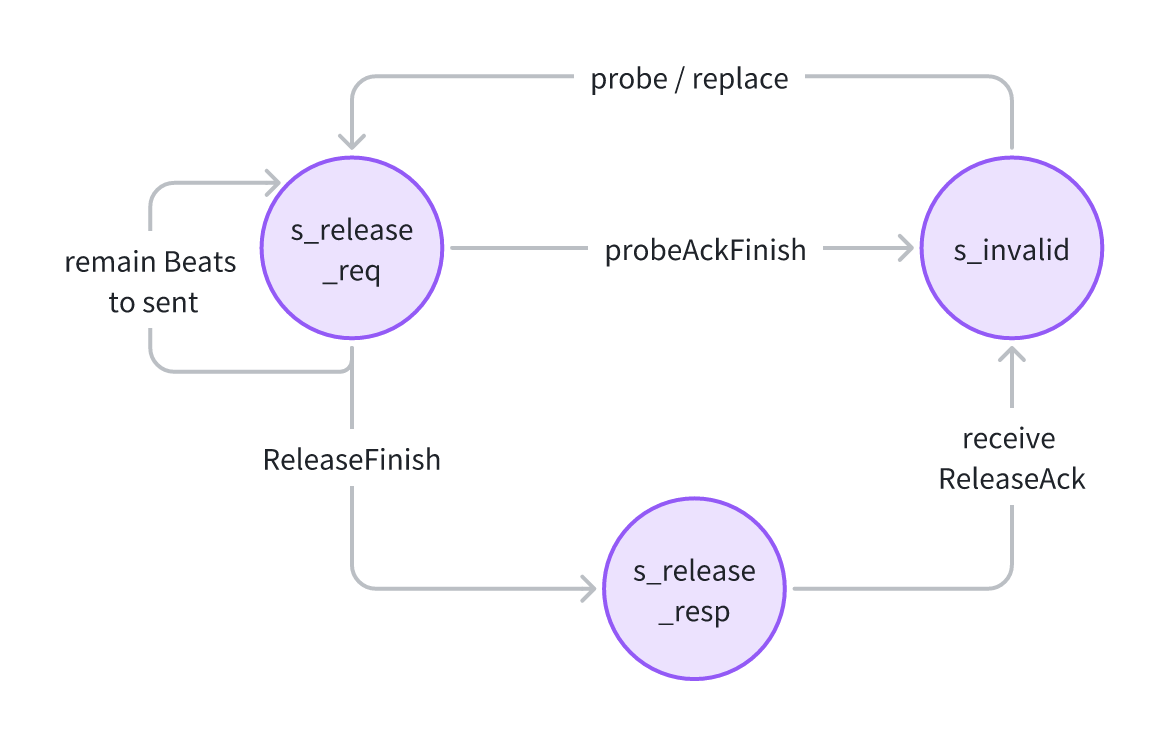 probe / replace
s_release
_req
probeAckFinish
s_invalid
remain Beats
to sent
ReleaseFinish
receive
ReleaseAck
s_release
_resp